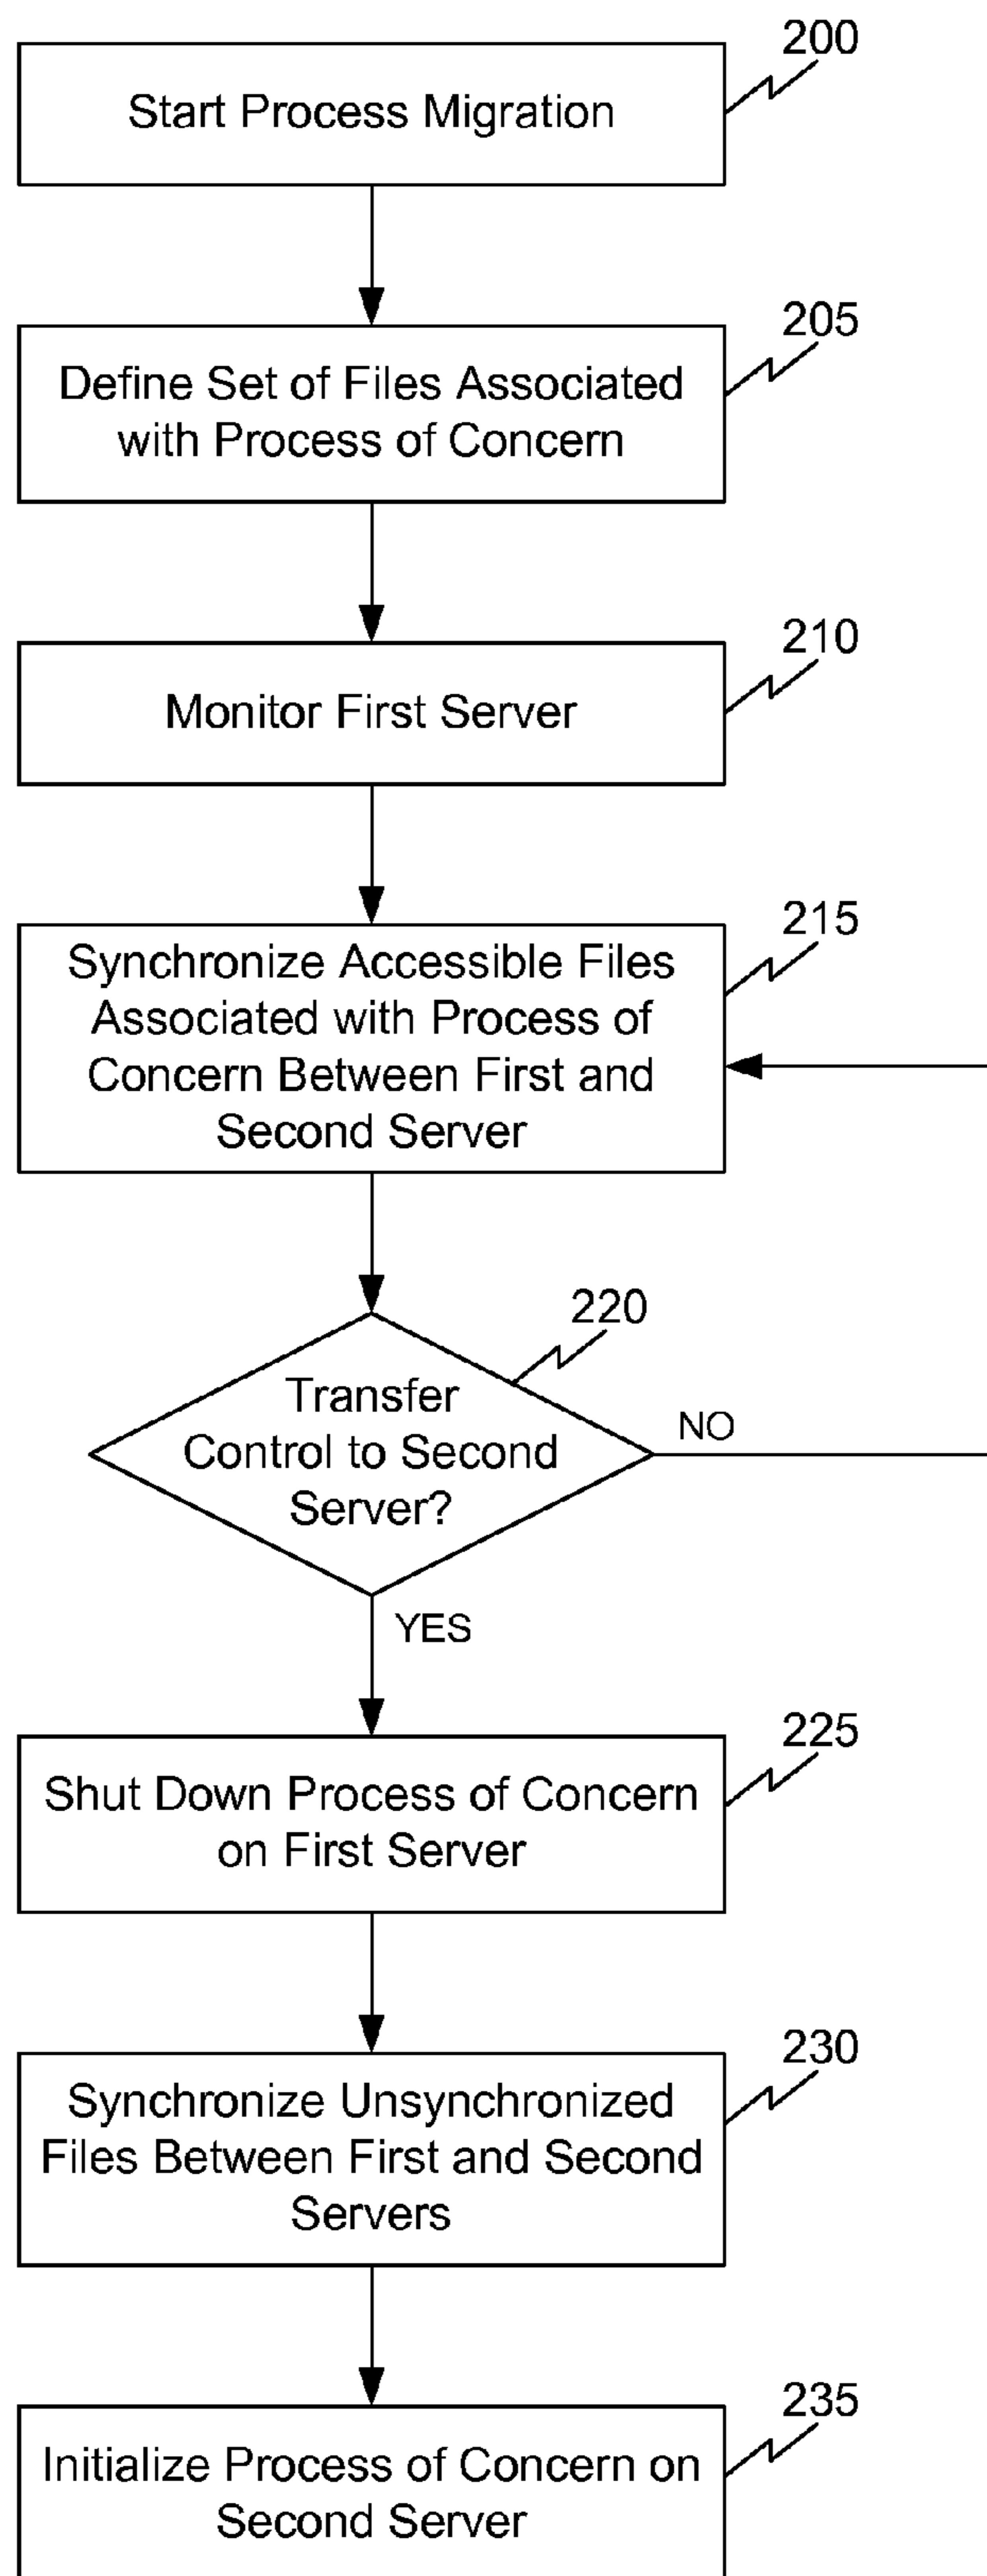 200
Start Process Migration
205
Define Set of Files Associated
with Process of Concern
210
Monitor First Server
215
Synchronize Accessible Files
Associated with Process of
Concern Between First and
Second Server
220
Transfer
Control to Second
Server?
NO
YES
225
Shut Down Process of Concern
on First Server
230
Synchronize Unsynchronized
Files Between First and Second
Servers
235
Initialize Process of Concern on
Second Server